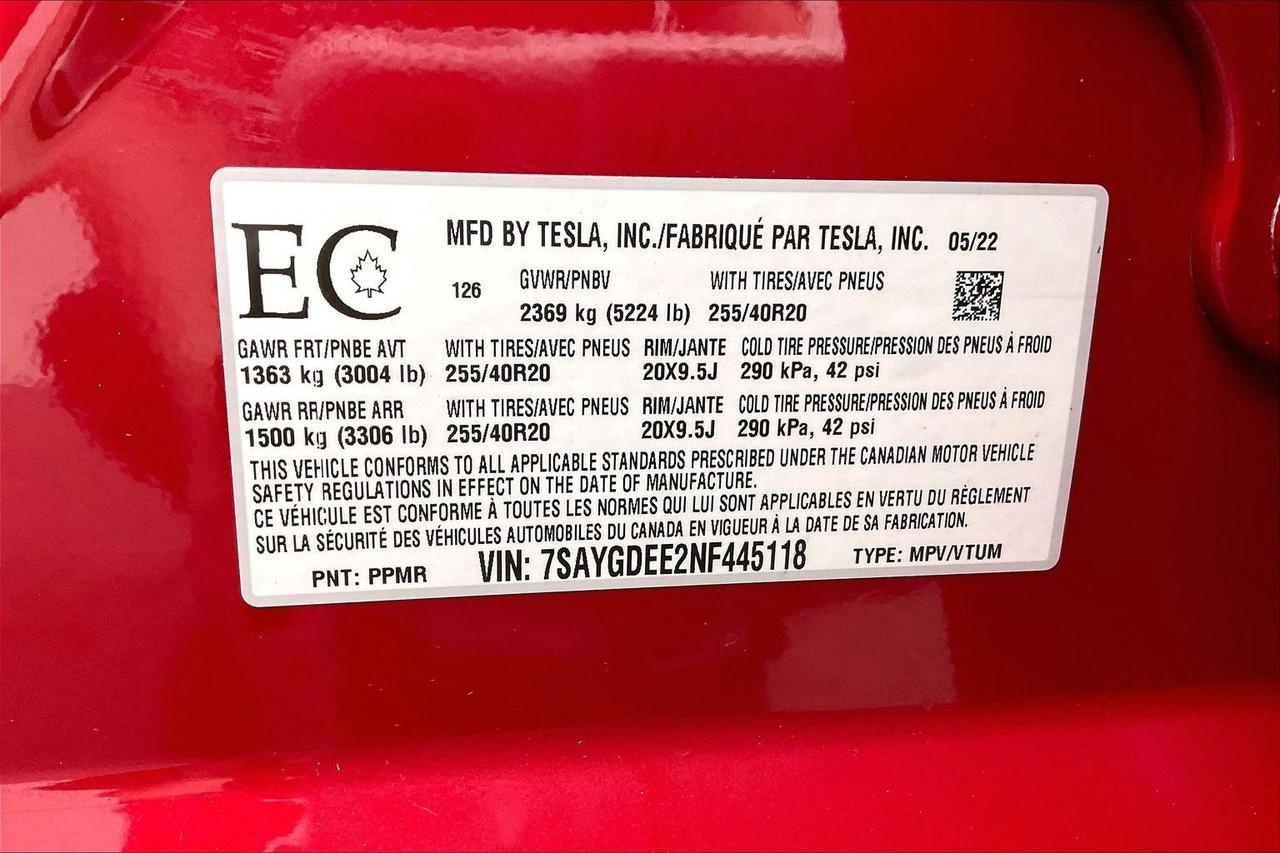 EC
MFD BY TESLA, INC./FABRIQUÉ PAR TESLA, INC. 05/22
126 GVWR/PNBV WITH TIRES/AVEC PNEUS
2369 kg (5224 lb) 255/40R20
GAWR FRT/PNBE AVT WITH TIRES/AVEC PNEUS RIM/JANTE COLD TIRE PRESSURE/PRESSION DES PNEUS À FROID
1363 kg (3004 lb) 255/40R20 20X9.5J 290 kPa, 42 psi
GAWR RR/PNBE ARR WITH TIRES/AVEC PNEUS RIM/JANTE COLD TIRE PRESSURE/PRESSION DES PNEUS À FROID
1500 kg (3306 lb) 255/40R20 20X9.5J 290 kPa, 42 psi
THIS VEHICLE CONFORMS TO ALL APPLICABLE STANDARDS PRESCRIBED UNDER THE CANADIAN MOTOR VEHICLE
SAFETY REGULATIONS IN EFFECT ON THE DATE OF MANUFACTURE.
CE VÉHICULE EST CONFORME À TOUTES LES NORMES QUI LUI SONT APPLICABLES EN VERTU DU RÈGLEMENT
SUR LA SÉCURITÉ DES VÉHICULES AUTOMOBILES DU CANADA EN VIGUEUR À LA DATE DE SA FABRICATION.
PNT: PPMR VIN: 7SAYGDEE2NF445118 TYPE: MPV/VTUM